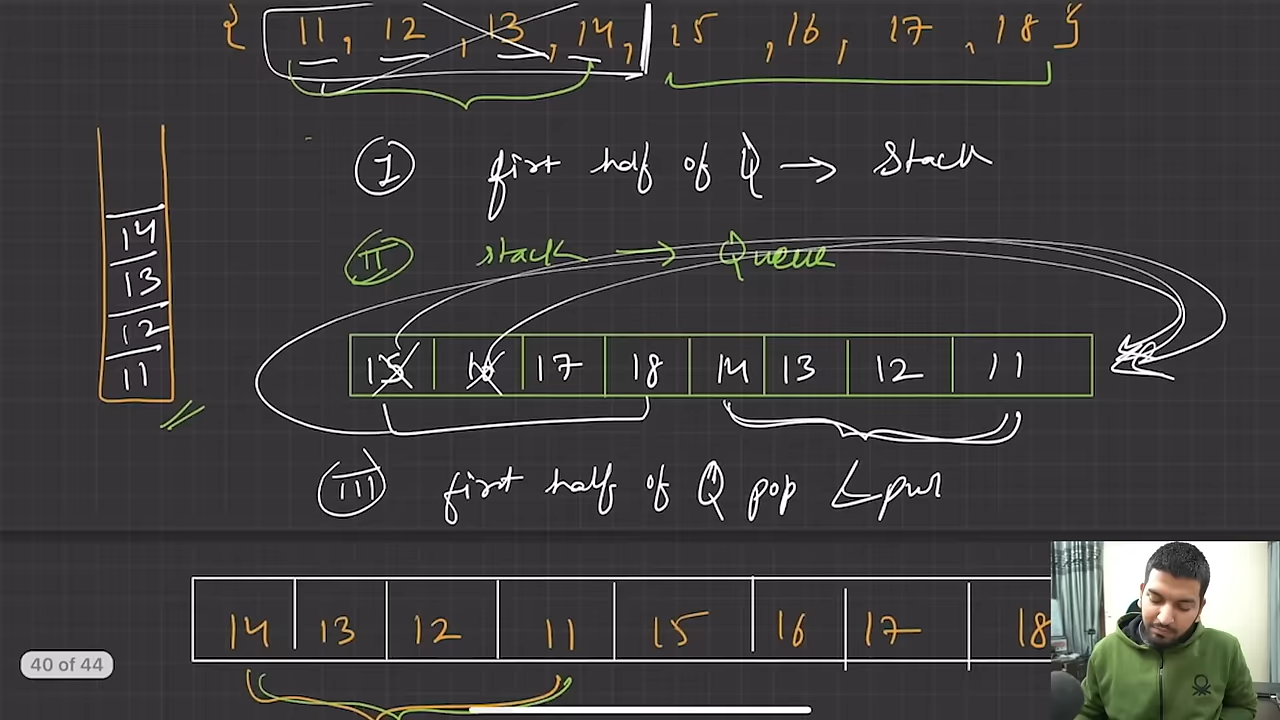 { 11, 12, 13, 14, 15, 16, 17, 18 }
I first half of Q → Stack
II stack → Queue
14
13
12
11
15 16 17 18 14 13 12 11
III first half of Q pop
14 13 12 11 15 16 17 18
40 of 44